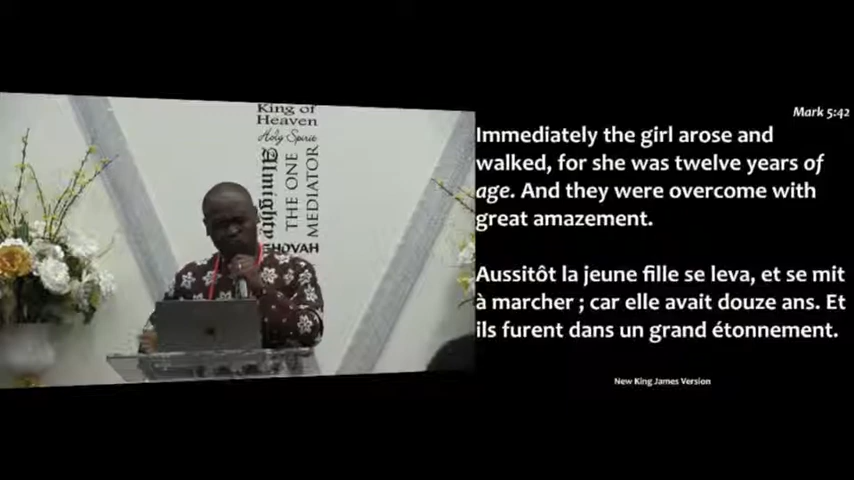 King of
Heaven
Holy Spirit
Almighty
THE ONE
MEDIATOR
JEHOVAH
Mark 5:42
Immediately the girl arose and
walked, for she was twelve years of
age. And they were overcome with
great amazement.
Aussitôt la jeune fille se leva, et se mit
à marcher ; car elle avait douze ans. Et
ils furent dans un grand étonnement.
New King James Version